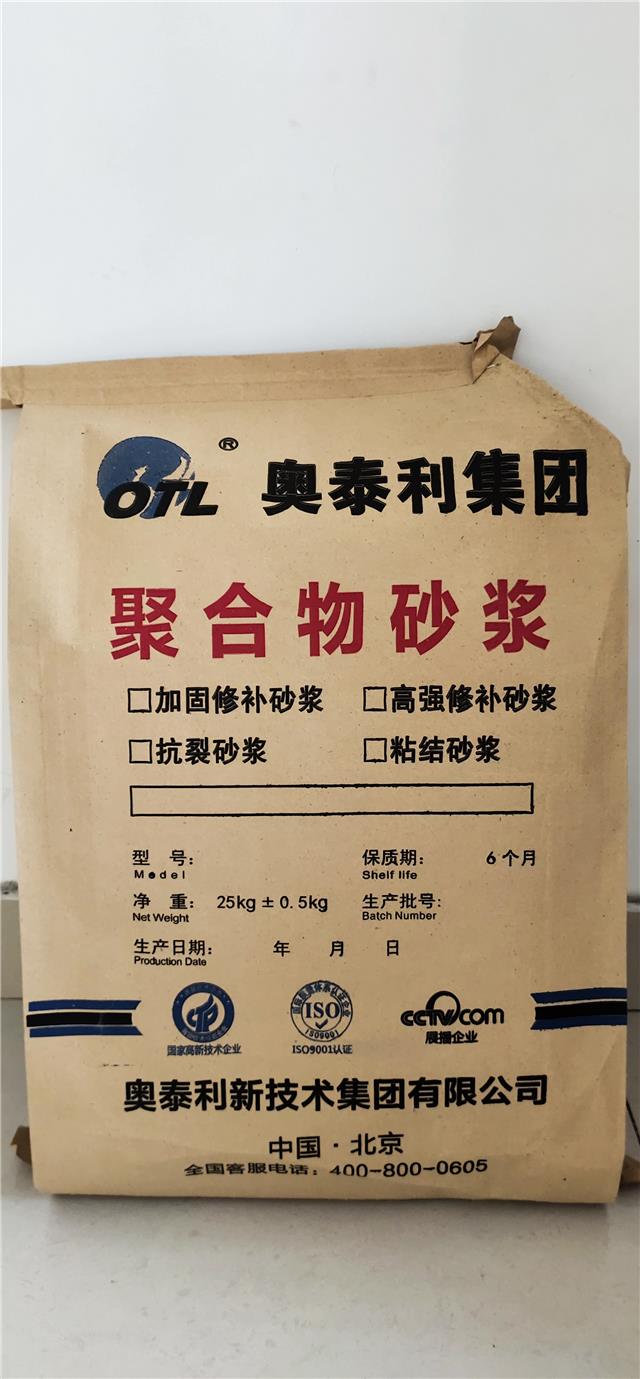 OTL® 奥泰利集团
聚合物砂浆
□加固修补砂浆 □高强修补砂浆
□抗裂砂浆 □粘结砂浆
型 号: 保质期: 6个月
Model Shelf life
净 重: 25kg±0.5kg 生产批号:
Net Weight Batch Number
生产日期: 年 月 日
Production Date
ISO
ISO9001
CCTV.com
国家高新技术企业 ISO9001认证 展播企业
奥泰利新技术集团有限公司
中国·北京
全国客服电话:400-800-0605